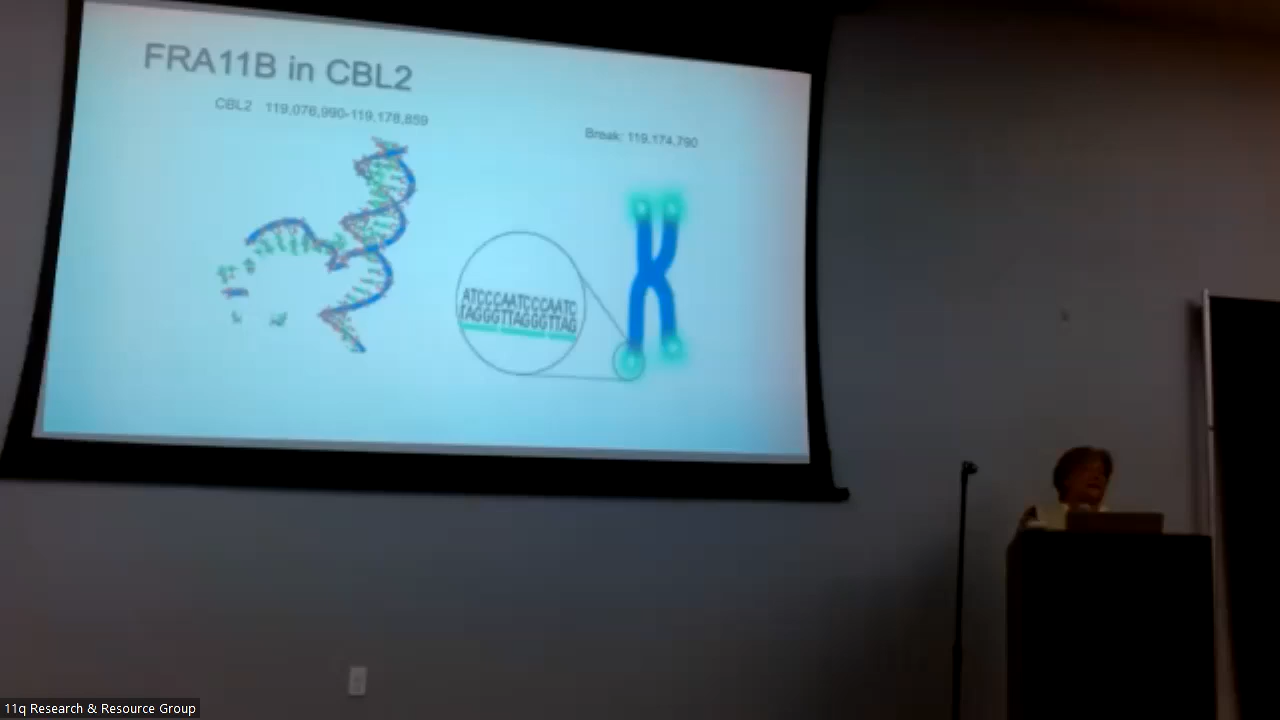 FRA11B in CBL2
CBL2 119,076,990-119,178,859
Break: 119,174,790
ATCCCAATCCCAATC
TAGGGTTAGGGTTAG
11q Research & Resource Group